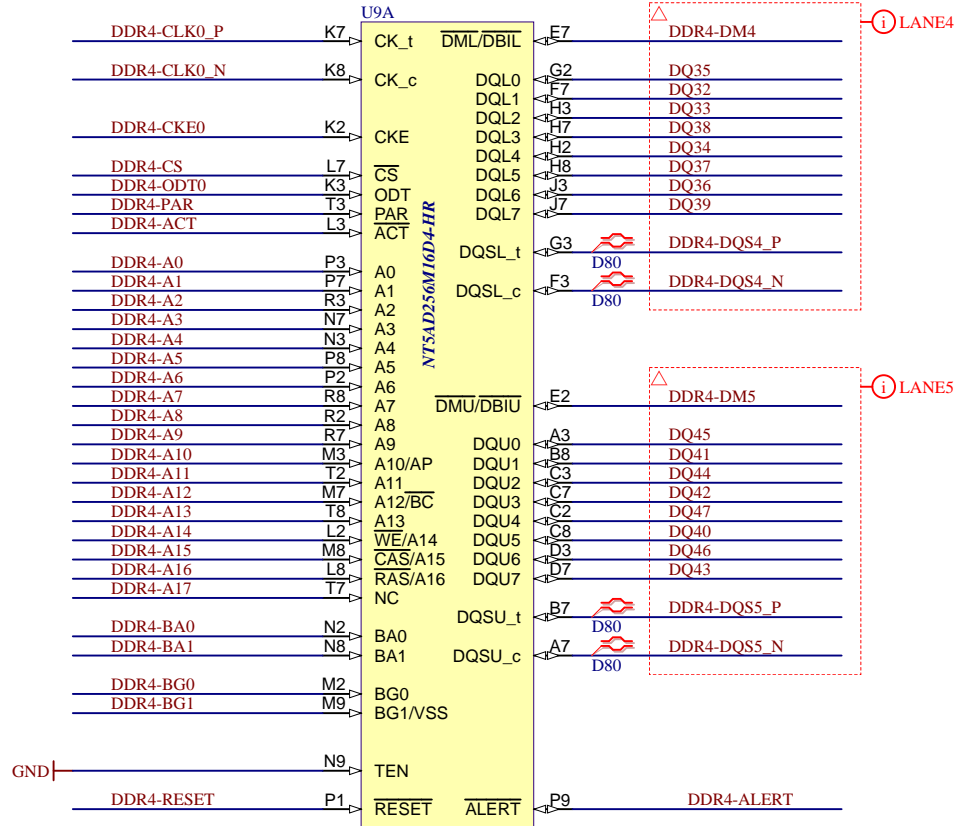 U9A
DDR4-CLK0_P K7 CK_t DML/DBIL E7 DDR4-DM4 i LANE4
DDR4-CLK0_N K8 CK_c DQL0 G2 DQ35
DQL1 F7 DQ32
DQL2 H3 DQ33
DDR4-CKE0 K2 CKE DQL3 H7 DQ38
DQL4 H2 DQ34
DDR4-CS L7 CS DQL5 H8 DQ37
DDR4-ODT0 K3 ODT DQL6 J3 DQ36
DDR4-PAR T3 PAR DQL7 J7 DQ39
DDR4-ACT L3 ACT
NT5AD256M16D4-HR
DQSL_t G3 D80 DDR4-DQS4_P
DDR4-A0 P3 A0
DDR4-A1 P7 A1 DQSL_c F3 D80 DDR4-DQS4_N
DDR4-A2 R3 A2
DDR4-A3 N7 A3
DDR4-A4 N3 A4
DDR4-A5 P8 A5
DDR4-A6 P2 A6
DDR4-A7 R8 A7 DMU/DBIU E2 DDR4-DM5 i LANE5
DDR4-A8 R2 A8
DDR4-A9 R7 A9 DQU0 A3 DQ45
DDR4-A10 M3 A10/AP DQU1 B8 DQ41
DDR4-A11 T2 A11 DQU2 C3 DQ44
DDR4-A12 M7 A12/BC DQU3 C7 DQ42
DDR4-A13 T8 A13 DQU4 C2 DQ47
DDR4-A14 L2 WE/A14 DQU5 C8 DQ40
DDR4-A15 M8 CAS/A15 DQU6 D3 DQ46
DDR4-A16 L8 RAS/A16 DQU7 D7 DQ43
DDR4-A17 T7 NC
DQSU_t B7 D80 DDR4-DQS5_P
DDR4-BA0 N2 BA0
DDR4-BA1 N8 BA1 DQSU_c A7 D80 DDR4-DQS5_N
DDR4-BG0 M2 BG0
DDR4-BG1 M9 BG1/VSS
GND N9 TEN
DDR4-RESET P1 RESET ALERT P9 DDR4-ALERT